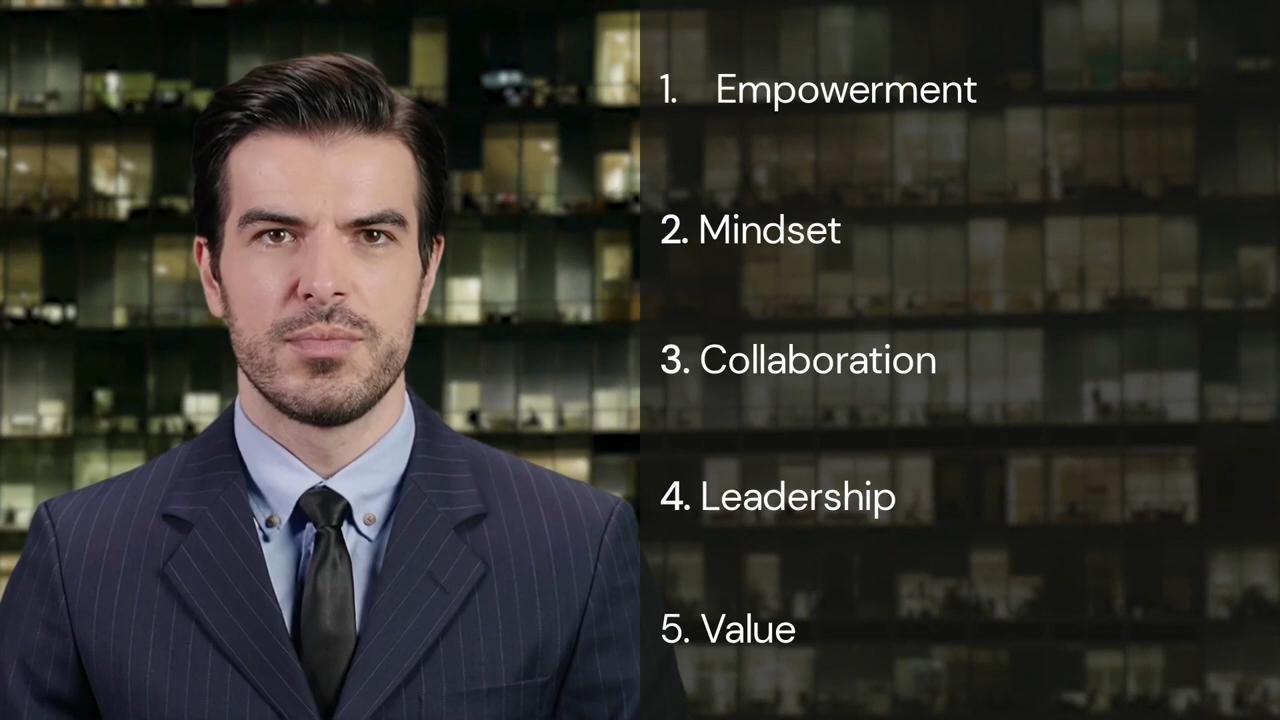 1. Empowerment
2. Mindset
3. Collaboration
4. Leadership
5. Value